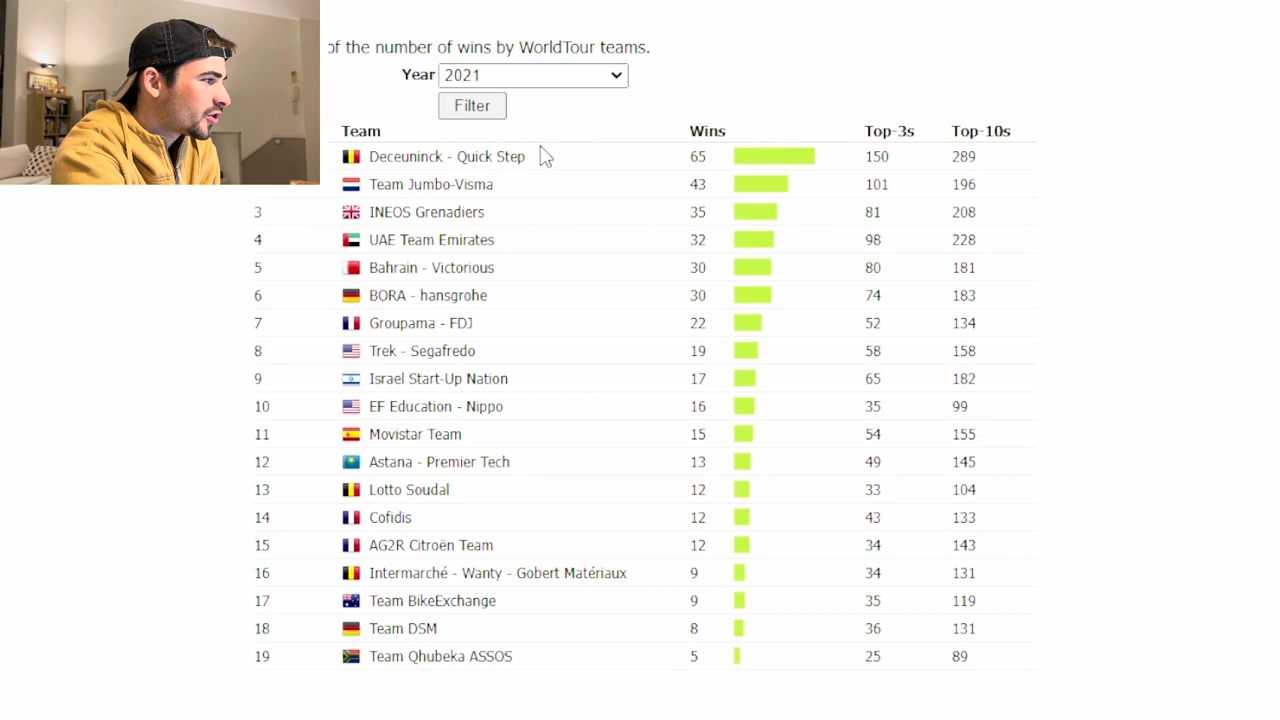 of the number of wins by WorldTour teams.
Year 2021
Filter
Team Wins Top-3s Top-10s
Deceuninck - Quick Step 65 150 289
Team Jumbo-Visma 43 101 196
3 INEOS Grenadiers 35 81 208
4 UAE Team Emirates 32 98 228
5 Bahrain - Victorious 30 80 181
6 BORA - hansgrohe 30 74 183
7 Groupama - FDJ 22 52 134
8 Trek - Segafredo 19 58 158
9 Israel Start-Up Nation 17 65 182
10 EF Education - Nippo 16 35 99
11 Movistar Team 15 54 155
12 Astana - Premier Tech 13 49 145
13 Lotto Soudal 12 33 104
14 Cofidis 12 43 133
15 AG2R Citroën Team 12 34 143
16 Intermarché - Wanty - Gobert Matériaux 9 34 131
17 Team BikeExchange 9 35 119
18 Team DSM 8 36 131
19 Team Qhubeka ASSOS 5 25 89